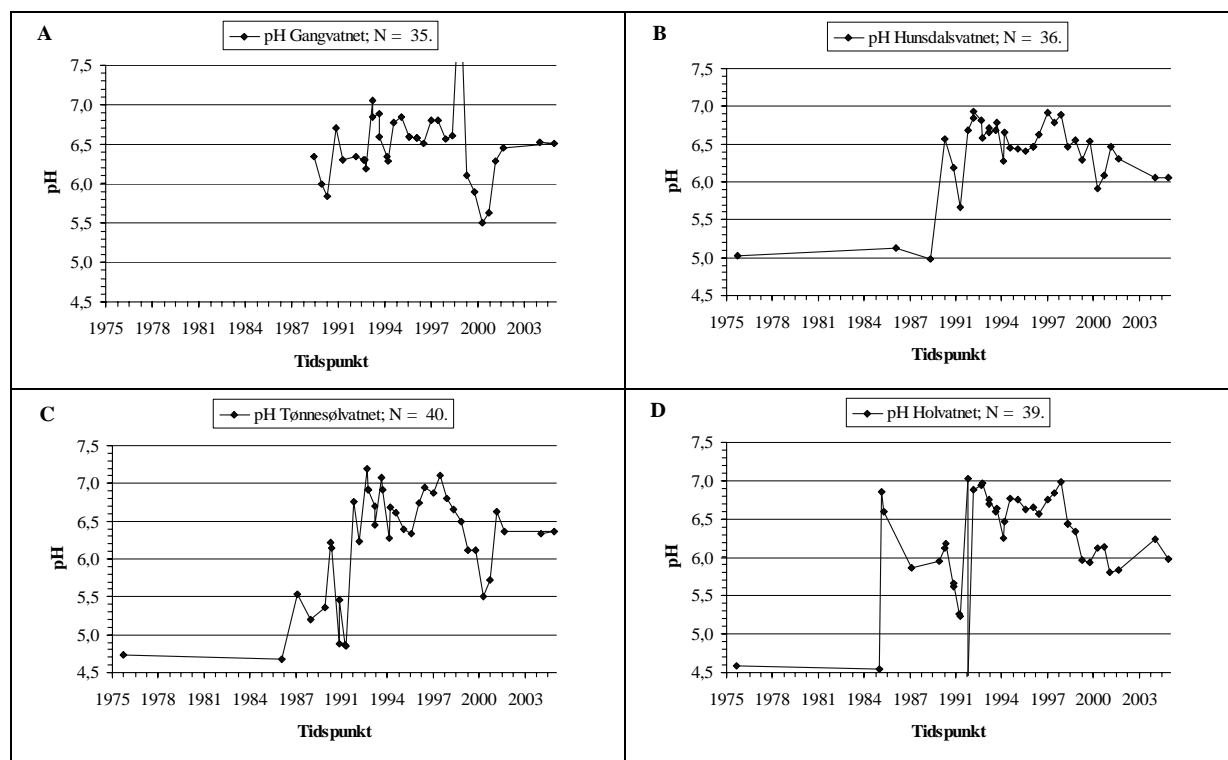 A
pH Gangvatnet; N = 35.
7,5
7,0
6,5
6,0
5,5
5,0
4,5
pH
1975 1978 1981 1984 1987 1991 1994 1997 2000 2003
Tidspunkt
B
pH Hunsdalsvatnet; N = 36.
7,5
7,0
6,5
6,0
5,5
5,0
4,5
pH
1975 1978 1981 1984 1987 1991 1994 1997 2000 2003
Tidspunkt
C
pH Tønnesølvatnet; N = 40.
7,5
7,0
6,5
6,0
5,5
5,0
4,5
pH
1975 1978 1981 1984 1987 1991 1994 1997 2000 2003
Tidspunkt
D
pH Holvatnet; N = 39.
7,5
7,0
6,5
6,0
5,5
5,0
4,5
pH
1975 1978 1981 1984 1987 1991 1994 1997 2000 2003
Tidspunkt